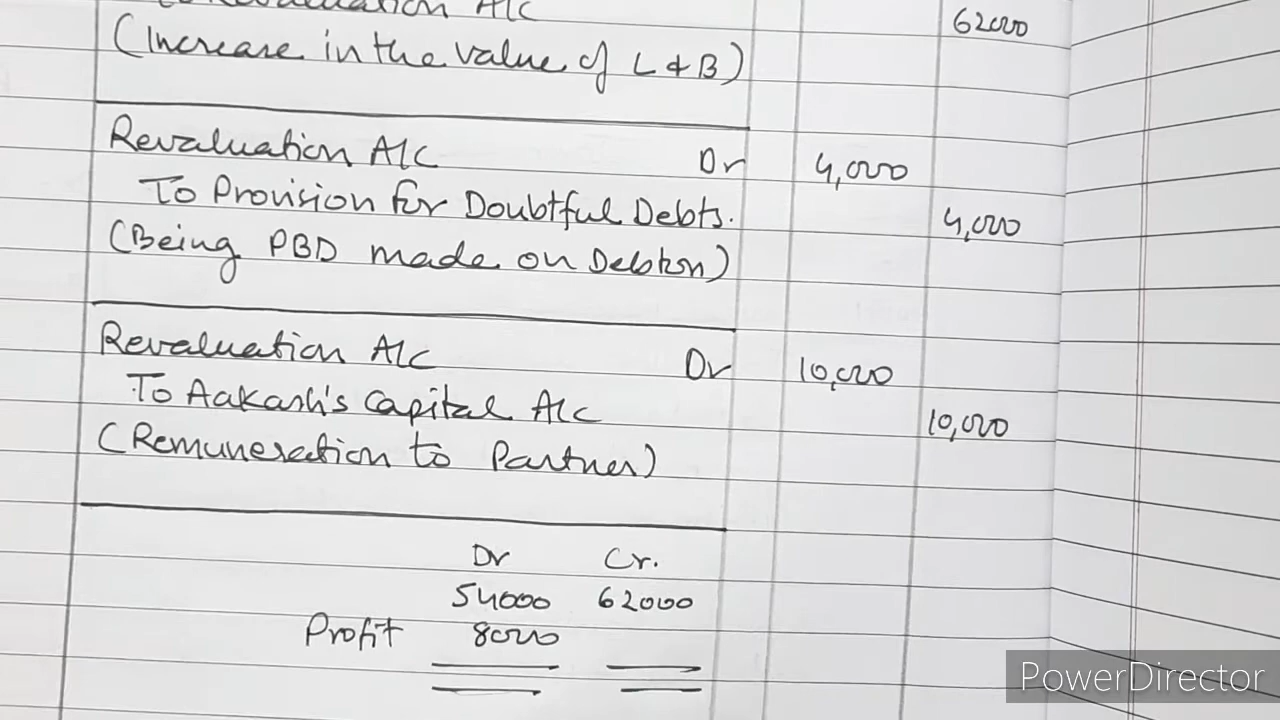 Revaluation A/C 62000
(Increase in the value of L & B)
Revaluation A/C Dr 4,000
To Provision for Doubtful Debts. 4,000
(Being PBD made on Debtors)
Revaluation A/C Dr 10,000
To Aakash's Capital A/C 10,000
(Remuneration to Partner)
Dr Cr.
54000 62000
Profit 8000
PowerDirector